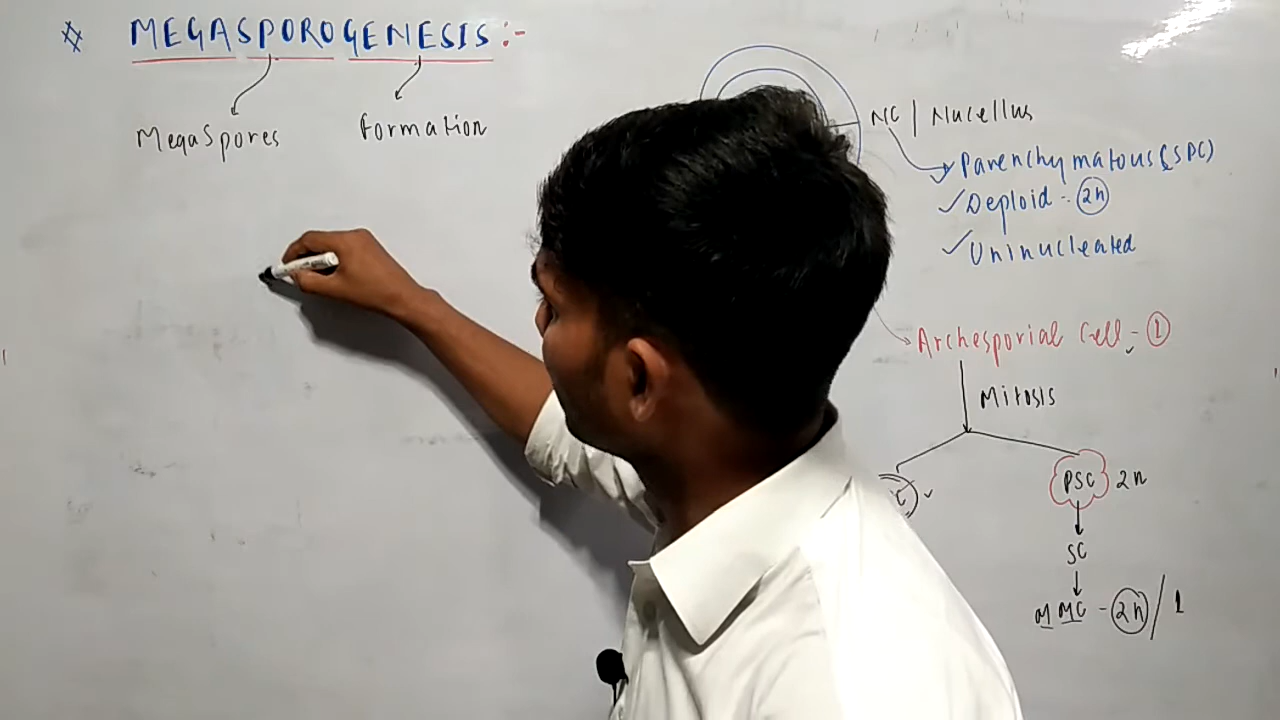 MEGASPOROGENESIS :-
MegaSpores
formation
NC | Nucellus
Parenchymatous (SPC)
✓ Deploid - 2n
✓ Uninucleated
Archesporial Cell - 1
Mitosis
PSC 2n
SC
MMC - 2n / 1